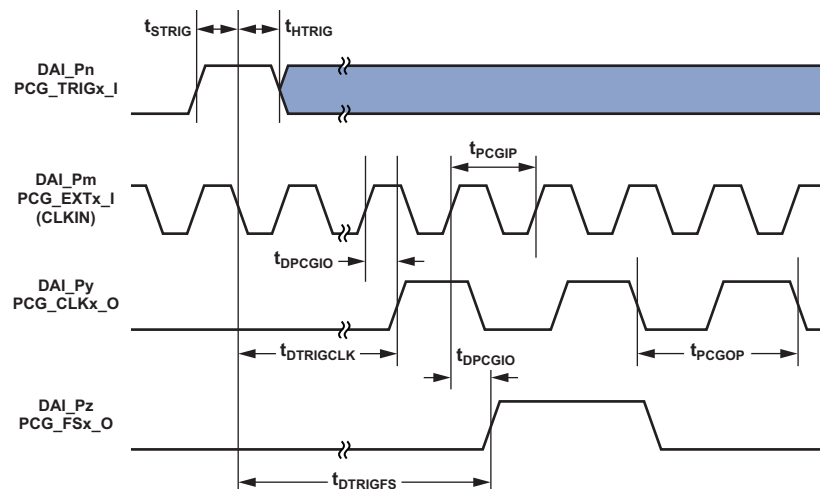 tSTRIG
tHTRIG
DAI_Pn
PCG_TRIGx_I
DAI_Pm
PCG_EXTx_I
(CLKIN)
tPCGIP
tDPCGIO
DAI_Py
PCG_CLKx_O
tDTRIGCLK
tDPCGIO
tPCGOP
DAI_Pz
PCG_FSx_O
tDTRIGFS